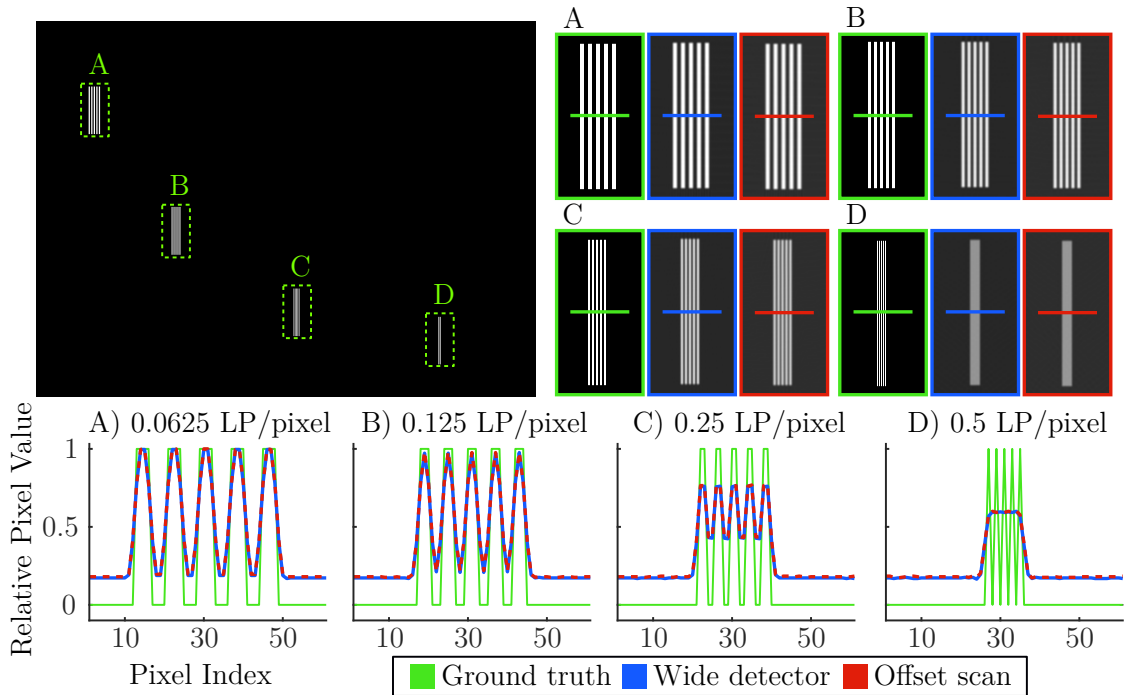 A
B
C
D
A
B
C
D
A) 0.0625 LP/pixel
B) 0.125 LP/pixel
C) 0.25 LP/pixel
D) 0.5 LP/pixel
Relative Pixel Value
1
0.5
0
10 30 50
10 30 50
10 30 50
10 30 50
Pixel Index
Ground truth Wide detector Offset scan